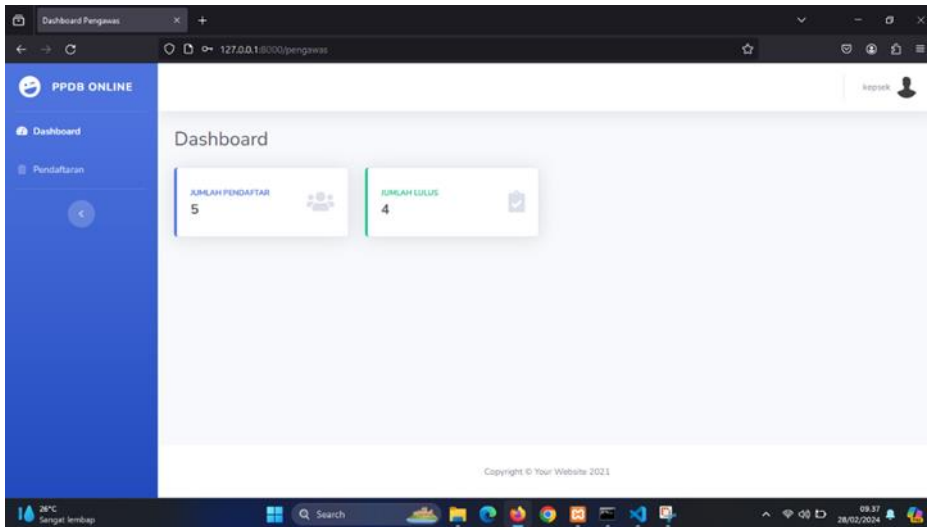 Dashboard Pengawas
127.0.0.1:8000/pengawas
PPDB ONLINE
kepsek
Dashboard
Pendaftaran
Dashboard
JUMLAH PENDAFTAR
5
JUMLAH LULUS
4
Copyright © Your Website 2021
26°C
Sangat lembap
Search
09.37
28/02/2024